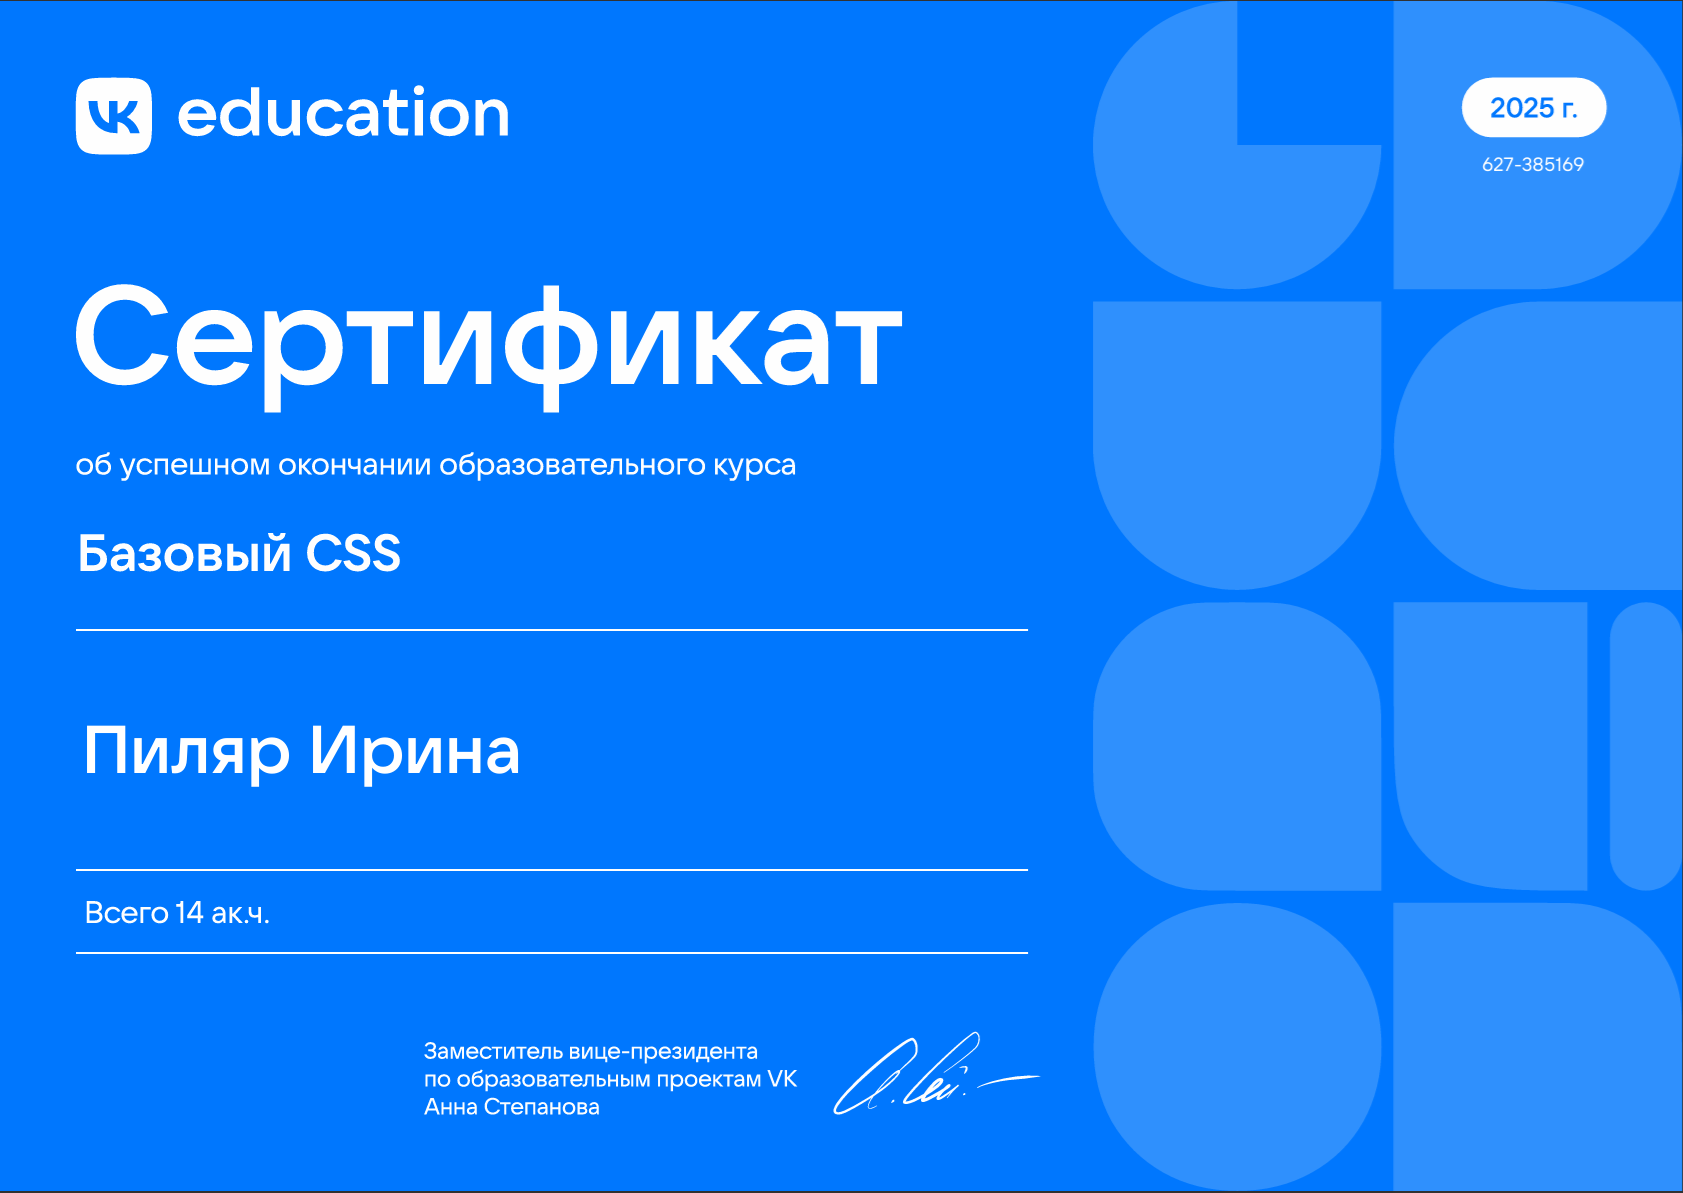 VK education
2025 г.
627-385169
Сертификат
об успешном окончании образовательного курса
Базовый CSS
Пиляр Ирина
Всего 14 ак.ч.
Заместитель вице-президента
по образовательным проектам VK
Анна Степанова